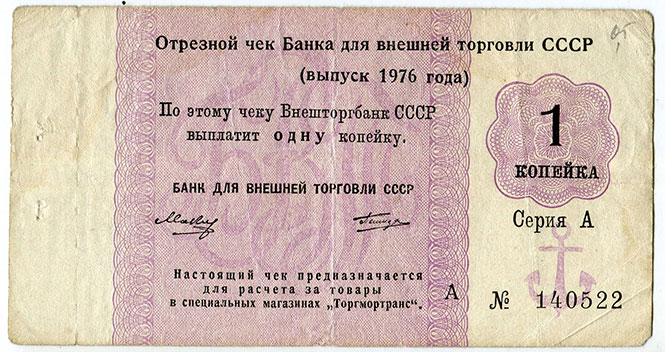 Отрезной чек Банка для внешней торговли СССР
(выпуск 1976 года)
По этому чеку Внешторгбанк СССР
выплатит одну копейку.
1
КОПЕЙКА
БАНК ДЛЯ ВНЕШНЕЙ ТОРГОВЛИ СССР
Серия А
Настоящий чек предназначается
для расчета за товары
в специальных магазинах „Торгмортранс“.
А
№ 140522